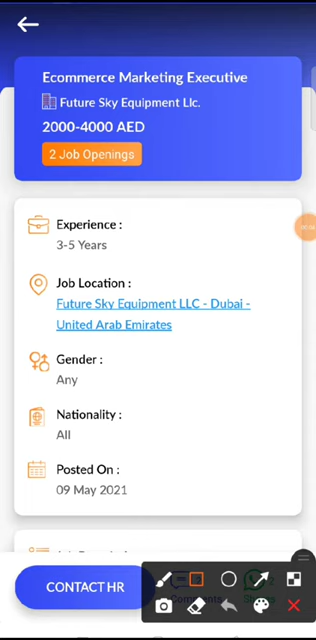 Ecommerce Marketing Executive
Future Sky Equipment Llc.
2000-4000 AED
2 Job Openings
Experience :
3-5 Years
Job Location :
Future Sky Equipment LLC - Dubai -
United Arab Emirates
Gender :
Any
Nationality :
All
Posted On :
09 May 2021
CONTACT HR